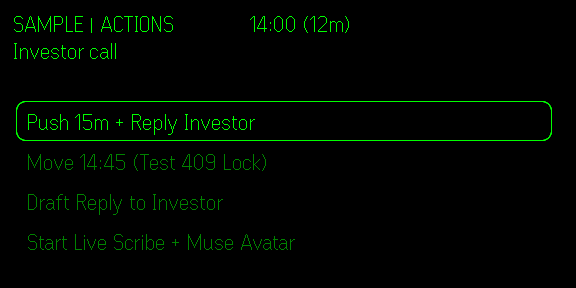 SAMPLE | ACTIONS 14:00 (12m)
Investor call
Push 15m + Reply Investor
Move 14:45 (Test 409 Lock)
Draft Reply to Investor
Start Live Scribe + Muse Avatar